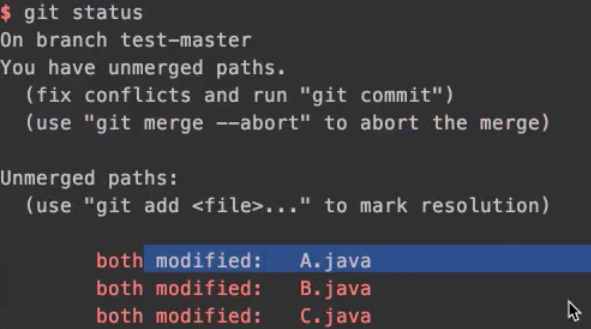 $ git status
On branch test-master
You have unmerged paths.
  (fix conflicts and run "git commit")
  (use "git merge --abort" to abort the merge)

Unmerged paths:
  (use "git add <file>..." to mark resolution)

        both modified:   A.java
        both modified:   B.java
        both modified:   C.java